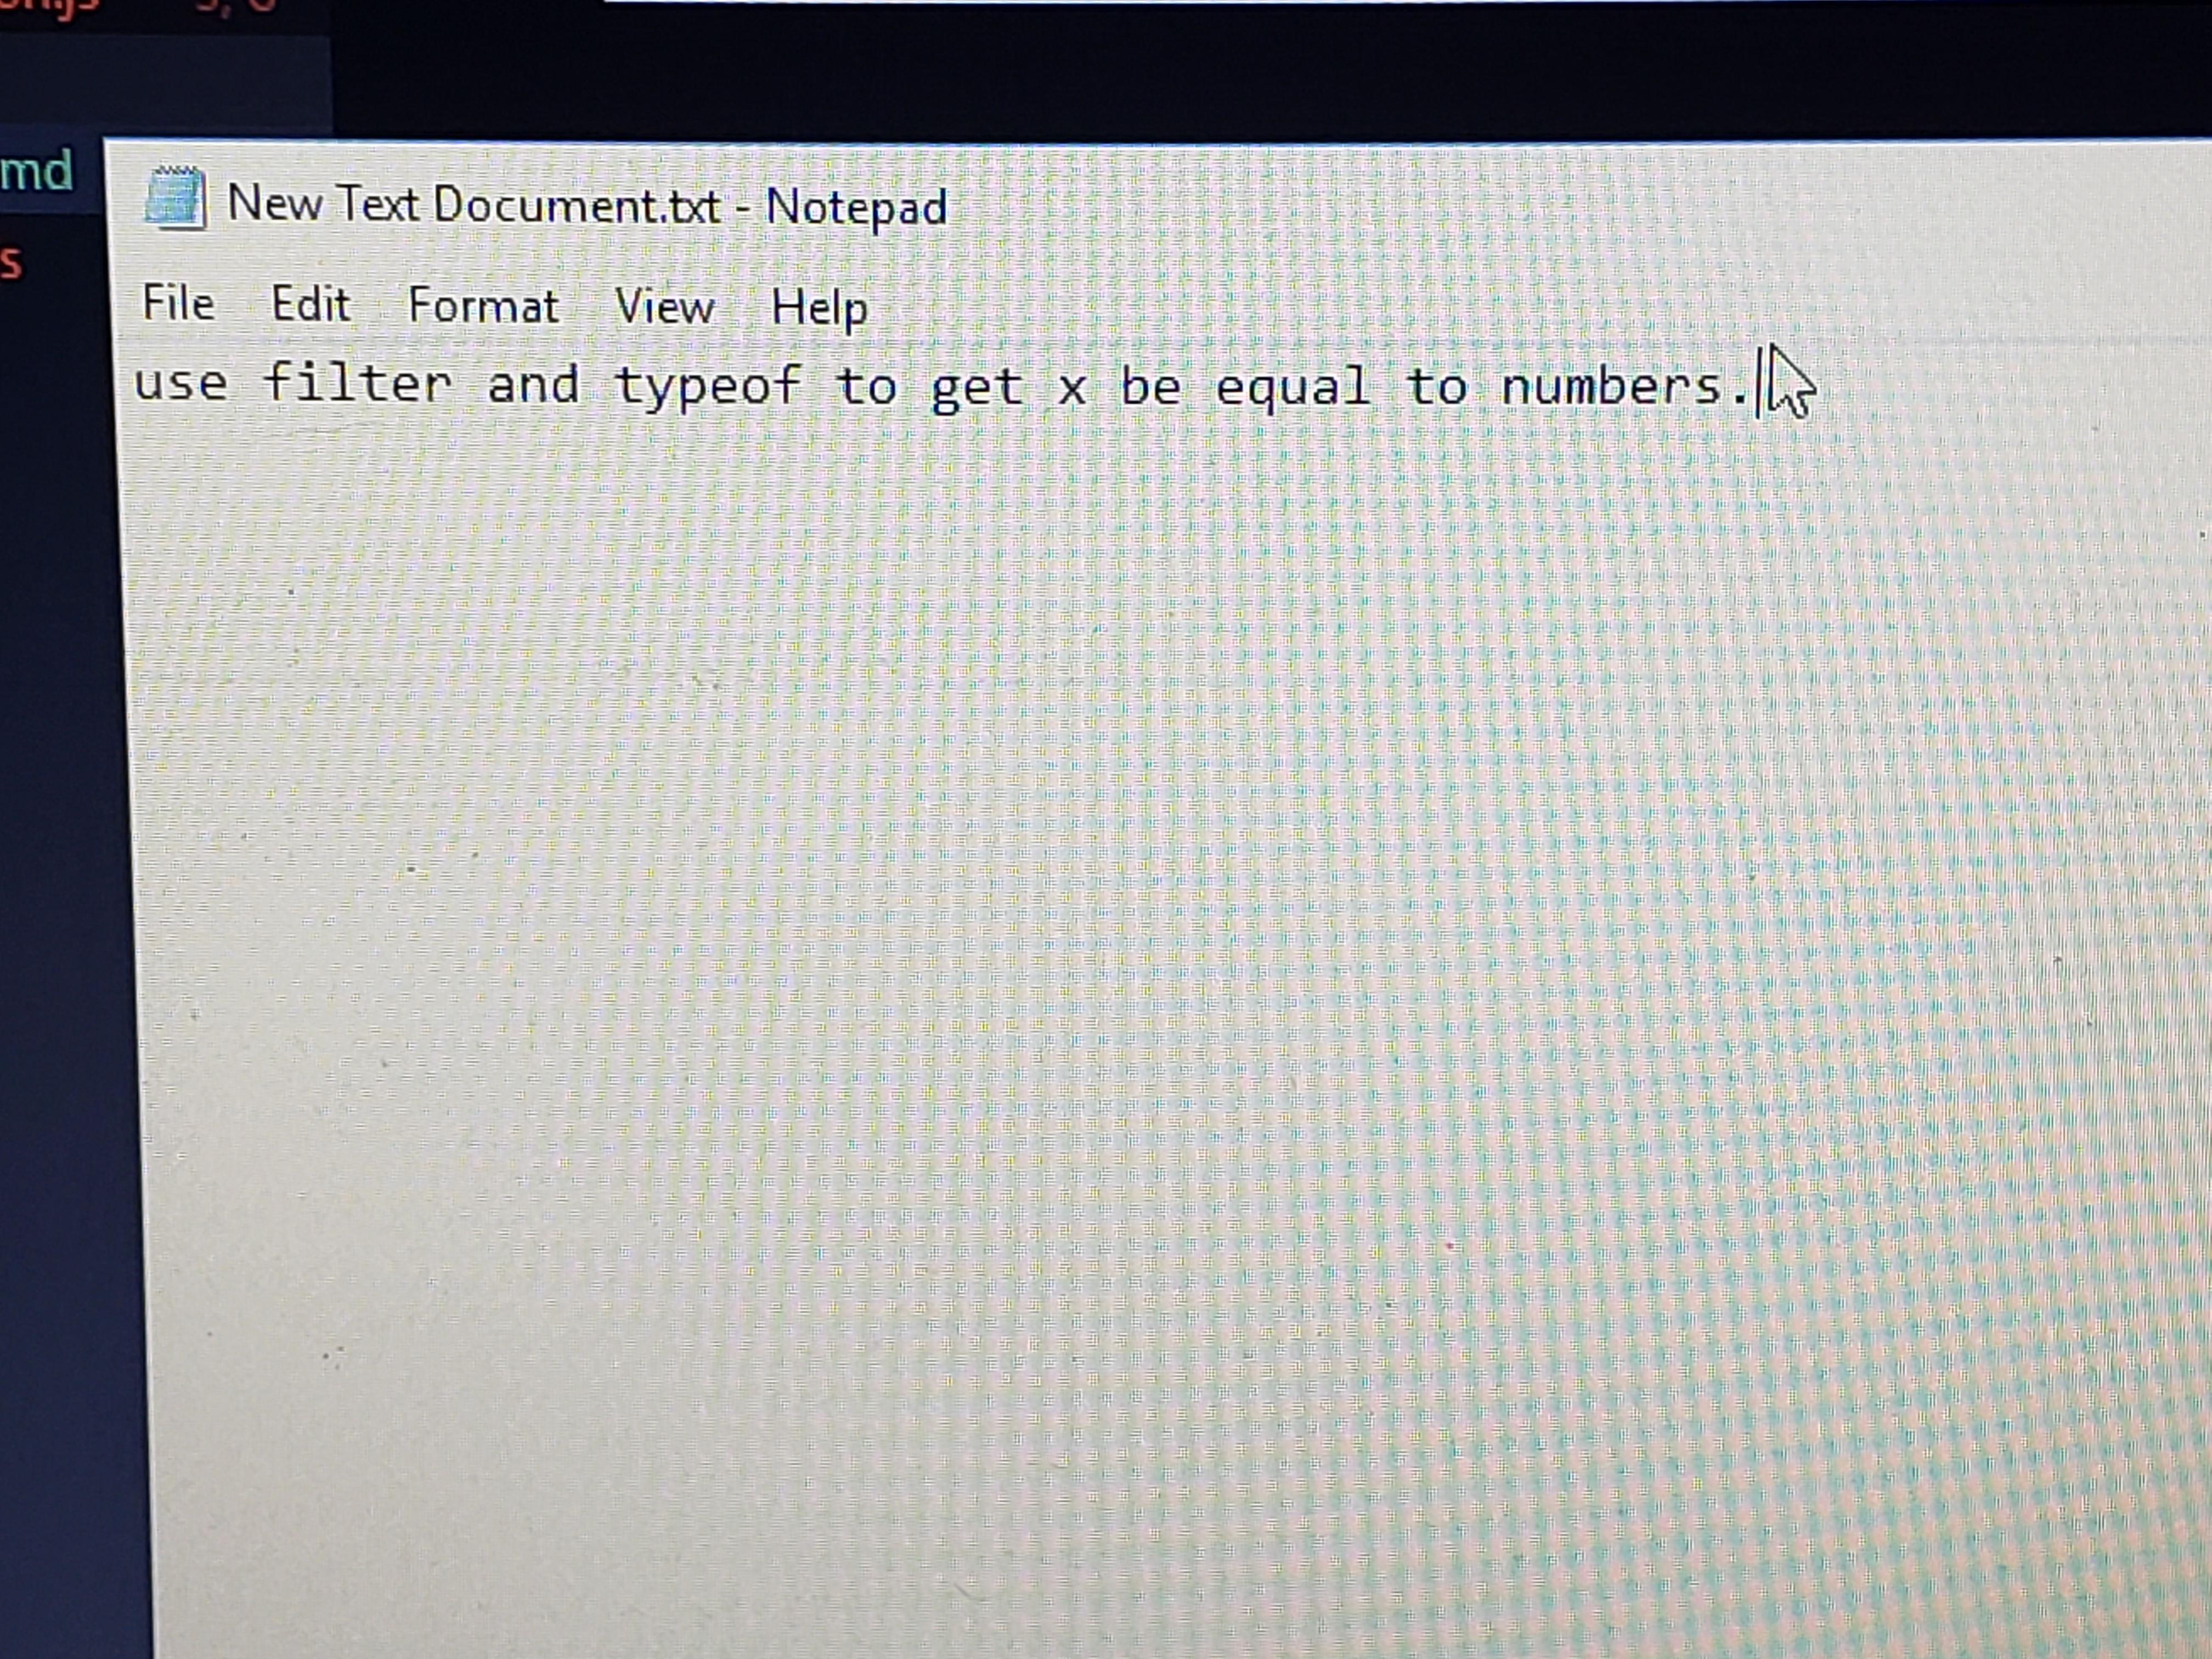 md
s
New Text Document.txt - Notepad
File Edit Format View Help
use filter and typeof to get x be equal to numbers.